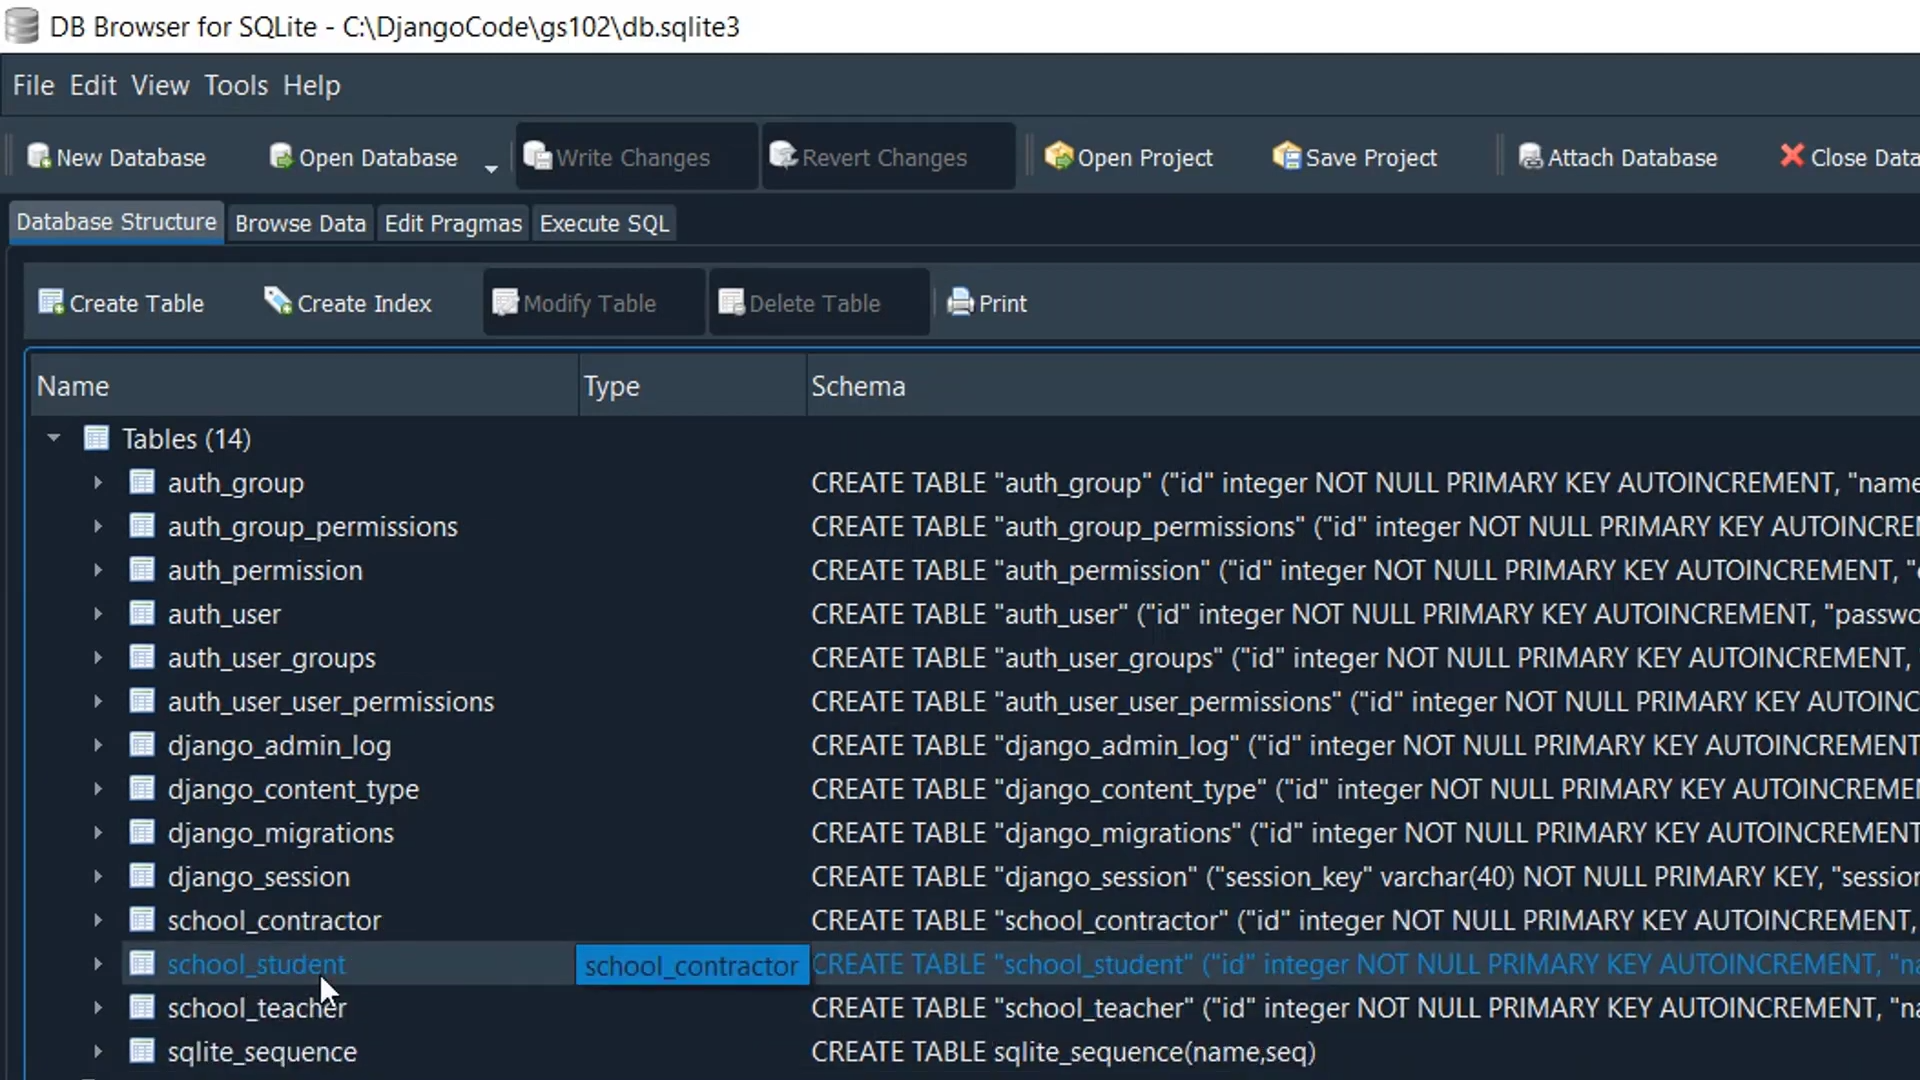 DB Browser for SQLite - C:\DjangoCode\gs102\db.sqlite3
File Edit View Tools Help
New Database Open Database Write Changes Revert Changes Open Project Save Project Attach Database Close Data
Database Structure Browse Data Edit Pragmas Execute SQL
Create Table Create Index Modify Table Delete Table Print
Name Type Schema
Tables (14)
auth_group CREATE TABLE "auth_group" ("id" integer NOT NULL PRIMARY KEY AUTOINCREMENT, "name
auth_group_permissions CREATE TABLE "auth_group_permissions" ("id" integer NOT NULL PRIMARY KEY AUTOINCREM
auth_permission CREATE TABLE "auth_permission" ("id" integer NOT NULL PRIMARY KEY AUTOINCREMENT, "
auth_user CREATE TABLE "auth_user" ("id" integer NOT NULL PRIMARY KEY AUTOINCREMENT, "passwo
auth_user_groups CREATE TABLE "auth_user_groups" ("id" integer NOT NULL PRIMARY KEY AUTOINCREMENT,
auth_user_user_permissions CREATE TABLE "auth_user_user_permissions" ("id" integer NOT NULL PRIMARY KEY AUTOINC
django_admin_log CREATE TABLE "django_admin_log" ("id" integer NOT NULL PRIMARY KEY AUTOINCREMENT
django_content_type CREATE TABLE "django_content_type" ("id" integer NOT NULL PRIMARY KEY AUTOINCREME
django_migrations CREATE TABLE "django_migrations" ("id" integer NOT NULL PRIMARY KEY AUTOINCREMENT
django_session CREATE TABLE "django_session" ("session_key" varchar(40) NOT NULL PRIMARY KEY, "session
school_contractor CREATE TABLE "school_contractor" ("id" integer NOT NULL PRIMARY KEY AUTOINCREMENT,
school_student school_contractor CREATE TABLE "school_student" ("id" integer NOT NULL PRIMARY KEY AUTOINCREMENT, "na
school_teacher CREATE TABLE "school_teacher" ("id" integer NOT NULL PRIMARY KEY AUTOINCREMENT, "na
sqlite_sequence CREATE TABLE sqlite_sequence(name,seq)